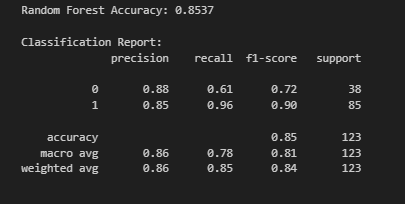 Random Forest Accuracy: 0.8537
Classification Report:
precision recall f1-score support
0 0.88 0.61 0.72 38
1 0.85 0.96 0.90 85
accuracy 0.85 123
macro avg 0.86 0.78 0.81 123
weighted avg 0.86 0.85 0.84 123